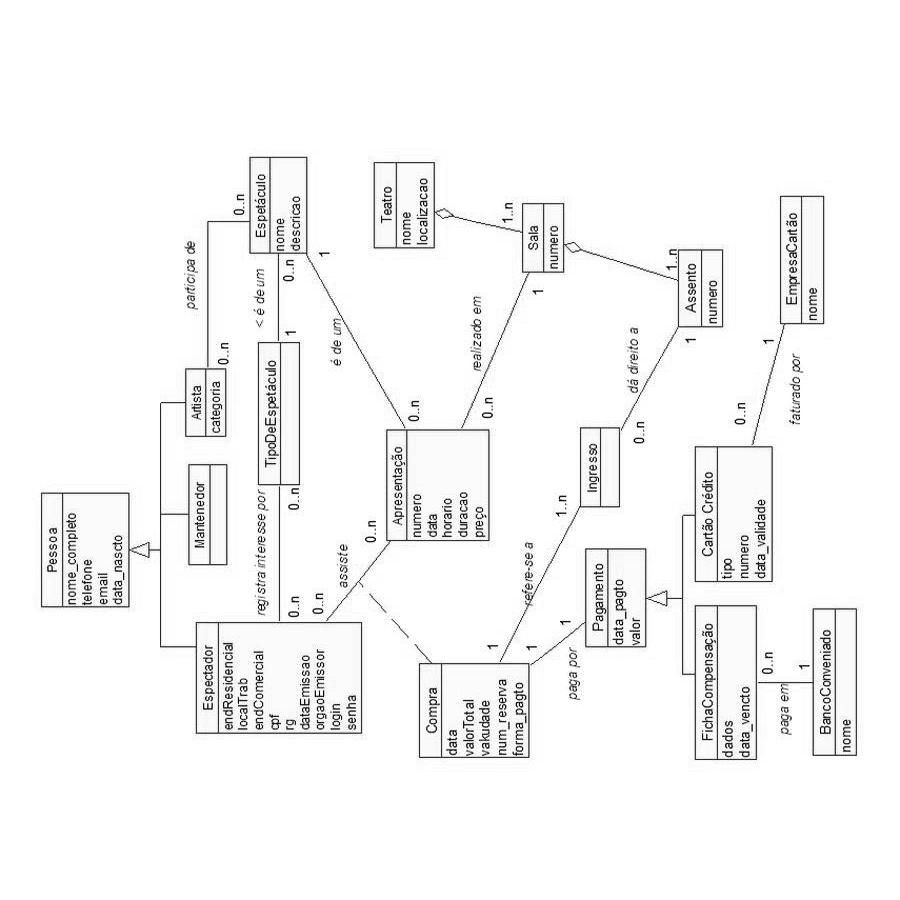 Pessoa
nome_completo
telefone
email
data_nascto
Espectador
endResidencial
localTrab
endComercial
cpf
rg
dataEmissao
orgaoEmissor
login
senha
Mantenedor
Artista
categoria
participa de
0..n
0..n
Espetáculo
nome
descricao
< é de um
0..n
1
TipoDeEspetáculo
registra interesse por
0..n
0..n
é de um
1
0..n
Apresentação
numero
data
horario
duracao
preço
assiste
0..n
0..n
Teatro
nome
localizacao
1..n
Sala
numero
realizado em
1
0..n
1..n
Assento
numero
dá direito a
1
0..n
Ingresso
refere-se a
1..n
1
Compra
data
valorTotal
vakudade
num_reserva
forma_pagto
paga por
1
1
Pagamento
data_pagto
valor
Cartão Crédito
tipo
numero
data_validade
faturado por
0..n
1
EmpresaCartão
nome
FichaCompensação
dados
data_vencto
paga em
0..n
1
BancoConveniado
nome